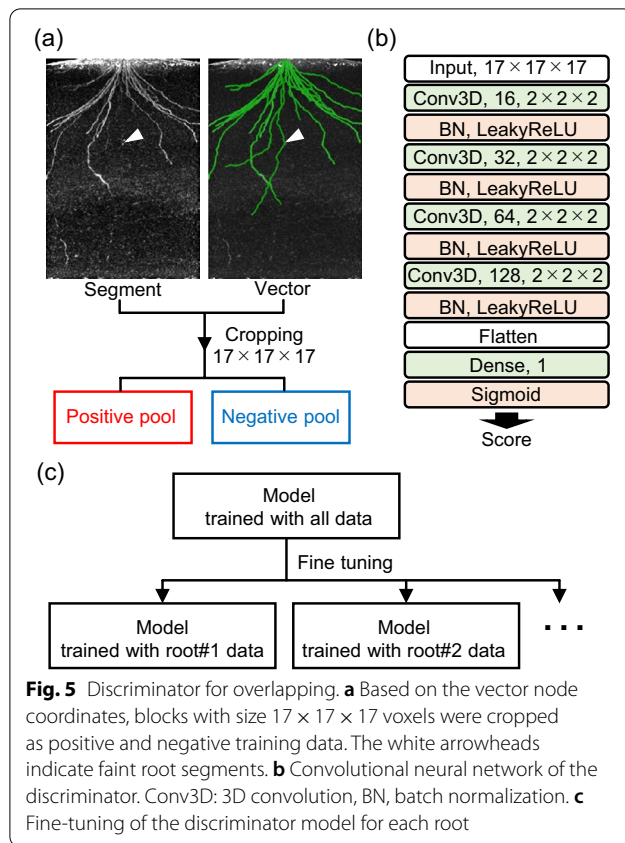 (a)
Segment
Vector
Cropping
17×17×17
Positive pool
Negative pool
(b)
Input, 17×17×17
Conv3D, 16, 2×2×2
BN, LeakyReLU
Conv3D, 32, 2×2×2
BN, LeakyReLU
Conv3D, 64, 2×2×2
BN, LeakyReLU
Conv3D, 128, 2×2×2
BN, LeakyReLU
Flatten
Dense, 1
Sigmoid
Score
(c)
Model
trained with all data
Fine tuning
Model
trained with root#1 data
Model
trained with root#2 data
...
Fig. 5 Discriminator for overlapping. a Based on the vector node
coordinates, blocks with size 17 × 17 × 17 voxels were cropped
as positive and negative training data. The white arrowheads
indicate faint root segments. b Convolutional neural network of the
discriminator. Conv3D: 3D convolution, BN, batch normalization. c
Fine-tuning of the discriminator model for each root